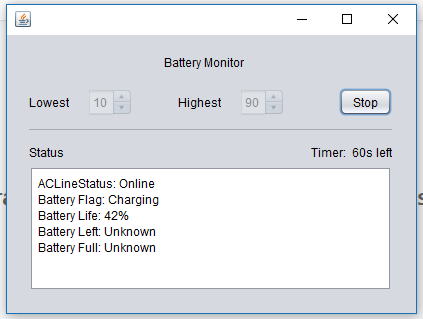 Battery Monitor
Lowest 10 Highest 90 Stop
Status Timer: 60s left
ACLineStatus: Online
Battery Flag: Charging
Battery Life: 42%
Battery Left: Unknown
Battery Full: Unknown